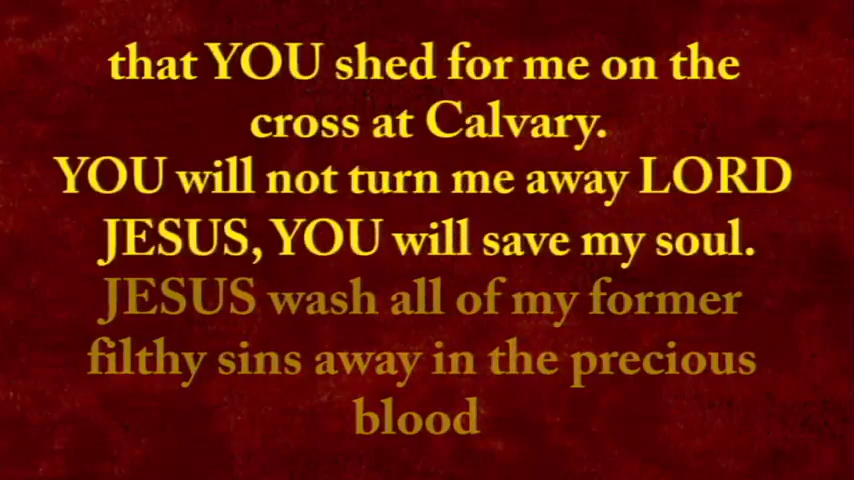 that YOU shed for me on the
cross at Calvary.
YOU will not turn me away LORD
JESUS, YOU will save my soul.
JESUS wash all of my former
filthy sins away in the precious
blood